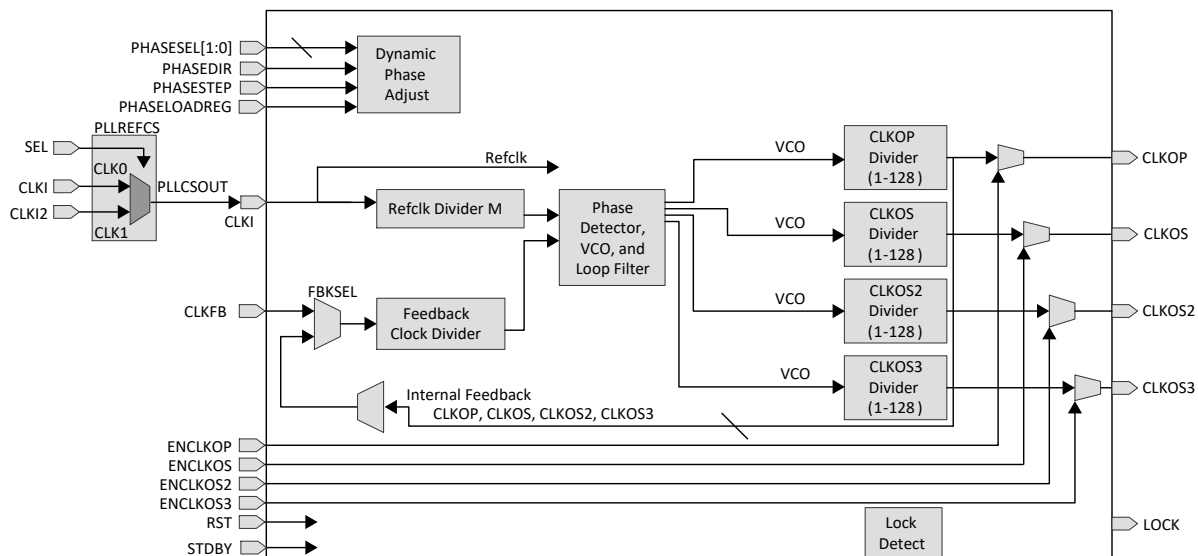 PHASESEL[1:0]
PHASEDIR
PHASESTEP
PHASELOADREG
Dynamic
Phase
Adjust
PLLREFCS
SEL
CLK0
CLKI
PLLCSOUT
CLKI2
CLK1
CLKI
Refclk
Refclk Divider M
Phase
Detector,
VCO, and
Loop Filter
VCO
CLKOP
Divider
(1-128)
CLKOP
VCO
CLKOS
Divider
(1-128)
CLKOS
CLKFB
FBKSEL
Feedback
Clock Divider
VCO
CLKOS2
Divider
(1-128)
CLKOS2
VCO
CLKOS3
Divider
(1-128)
CLKOS3
Internal Feedback
CLKOP, CLKOS, CLKOS2, CLKOS3
ENCLKOP
ENCLKOS
ENCLKOS2
ENCLKOS3
RST
STDBY
Lock
Detect
LOCK